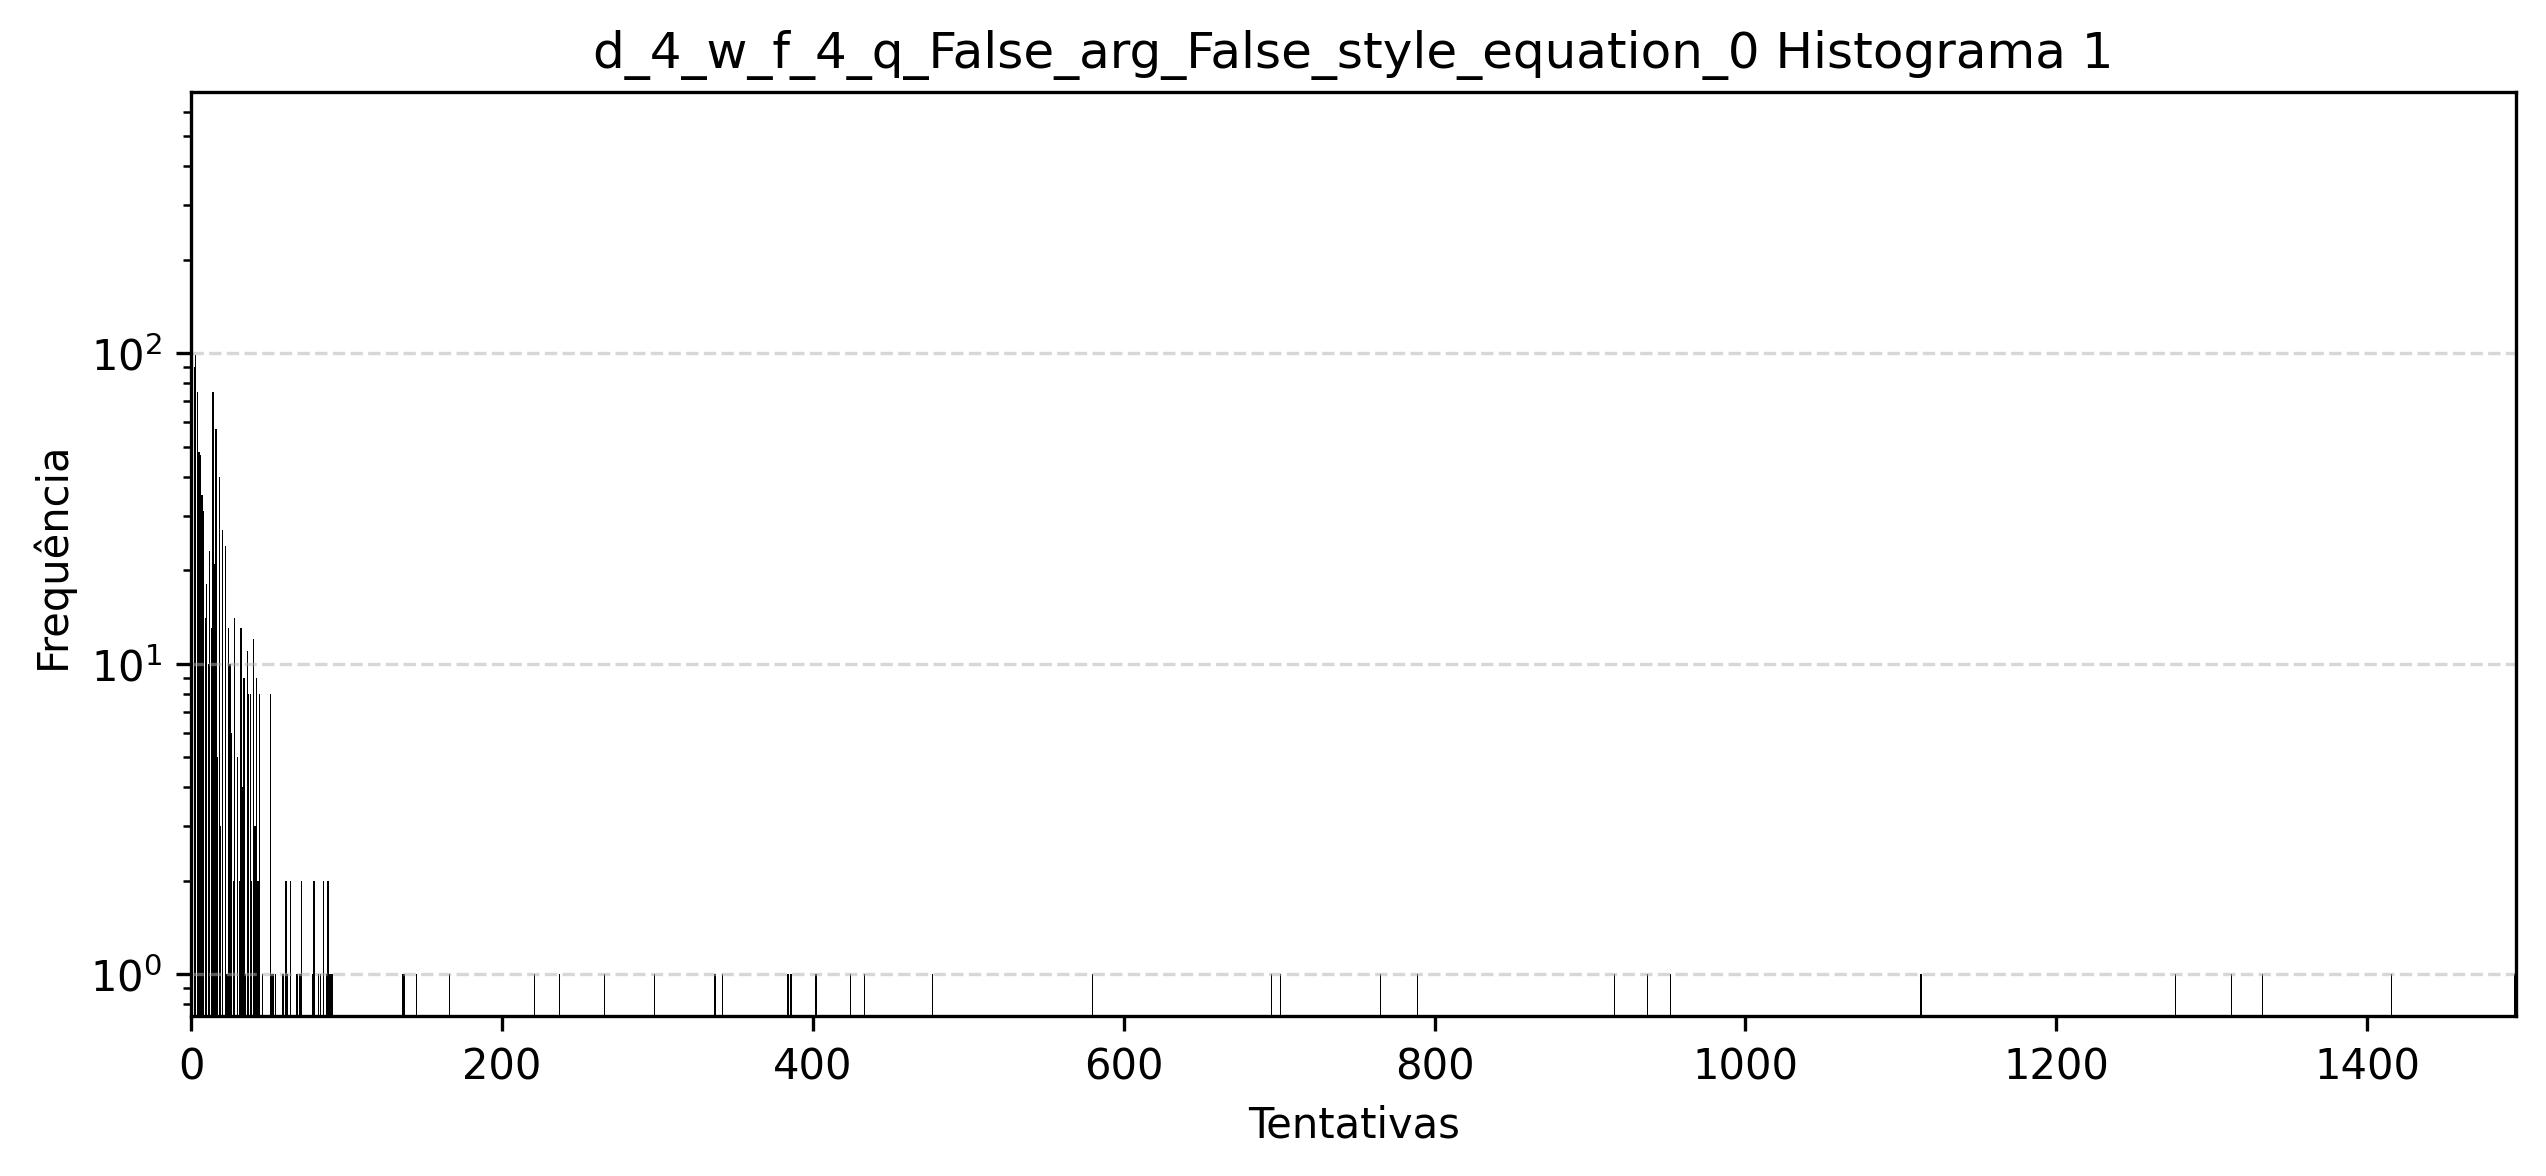 d_4_w_f_4_q_False_arg_False_style_equation_0 Histograma 1
Frequência
10²
10¹
10⁰
0 200 400 600 800 1000 1200 1400
Tentativas